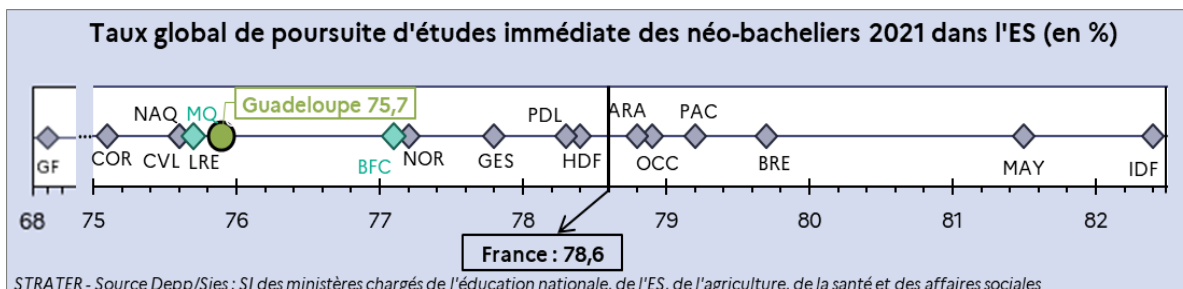 Taux global de poursuite d'études immédiate des néo-bacheliers 2021 dans l'ES (en %)
Guadeloupe 75,7
NAQ MQ PDL ARA PAC
GF COR CVL LRE BFC NOR GES HDF OCC BRE MAY IDF
68 75 76 77 78 79 80 81 82
France : 78,6
STRATER - Source Depp/Sies : SI des ministères chargés de l'éducation nationale, de l'ES, de l'agriculture, de la santé et des affaires sociales